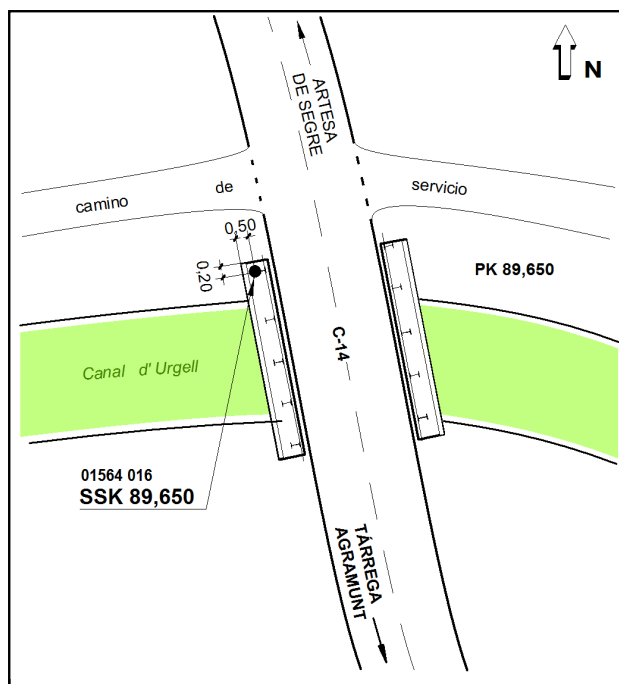 N
ARTESA
DE SEGRE
camino de servicio
0,50
0,20
PK 89,650
C-14
Canal d' Urgell
01564 016
SSK 89,650
TÁRREGA
AGRAMUNT